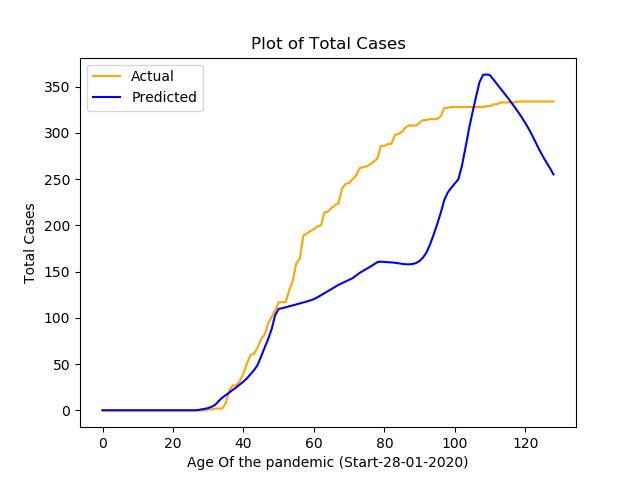 Plot of Total Cases
Actual
Predicted
Total Cases
350
300
250
200
150
100
50
0
0 20 40 60 80 100 120
Age Of the pandemic (Start-28-01-2020)